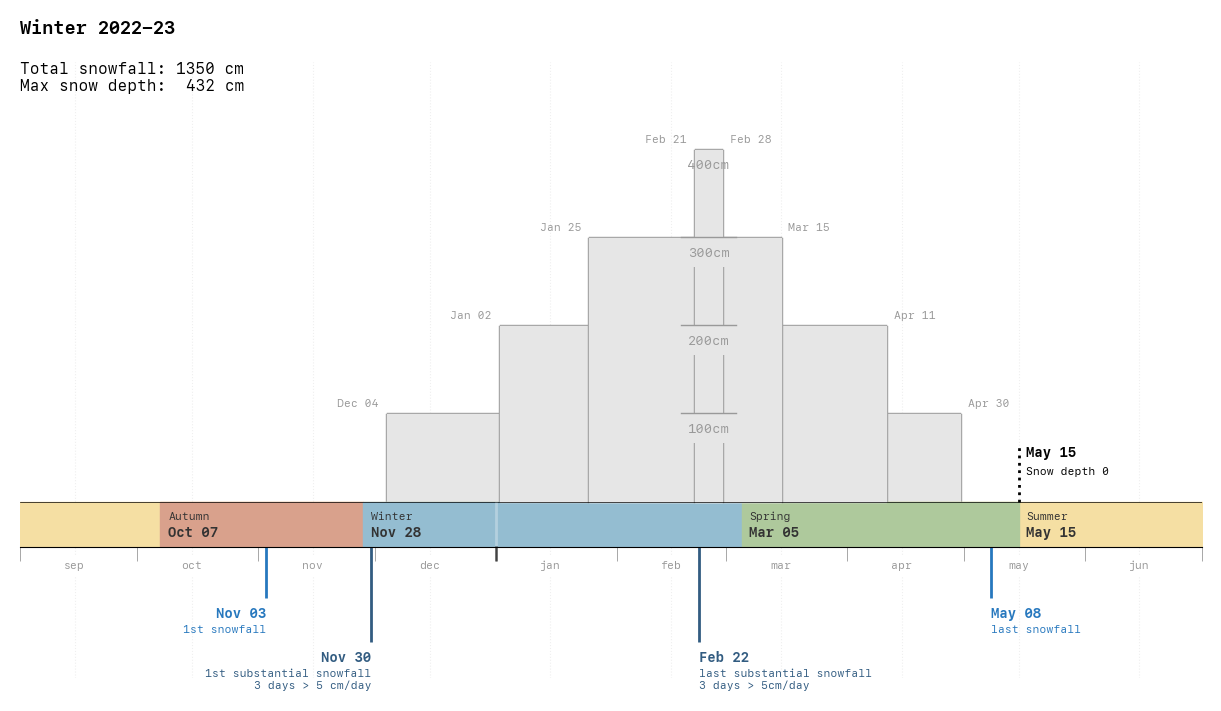 Winter 2022–23
Total snowfall: 1350 cm
Max snow depth:  432 cm
Feb 21
Feb 28
400cm
Jan 25
Mar 15
300cm
Jan 02
Apr 11
200cm
Dec 04
Apr 30
100cm
May 15
Snow depth 0
Autumn
Oct 07
Winter
Nov 28
Spring
Mar 05
Summer
May 15
sep
oct
nov
dec
jan
feb
mar
apr
may
jun
Nov 03
1st snowfall
May 08
last snowfall
Nov 30
1st substantial snowfall
3 days > 5 cm/day
Feb 22
last substantial snowfall
3 days > 5cm/day